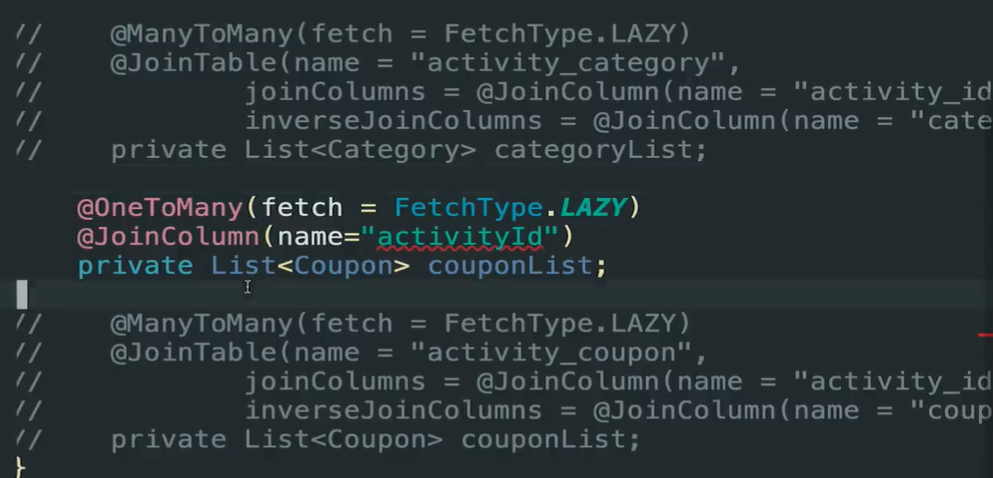 //    @ManyToMany(fetch = FetchType.LAZY)
//    @JoinTable(name = "activity_category",
//            joinColumns = @JoinColumn(name = "activity_id
//            inverseJoinColumns = @JoinColumn(name = "cate
//    private List<Category> categoryList;
@OneToMany(fetch = FetchType.LAZY)
@JoinColumn(name="activityId")
private List<Coupon> couponList;
//    @ManyToMany(fetch = FetchType.LAZY)
//    @JoinTable(name = "activity_coupon",
//            joinColumns = @JoinColumn(name = "activity_id
//            inverseJoinColumns = @JoinColumn(name = "coup
//    private List<Coupon> couponList;
}